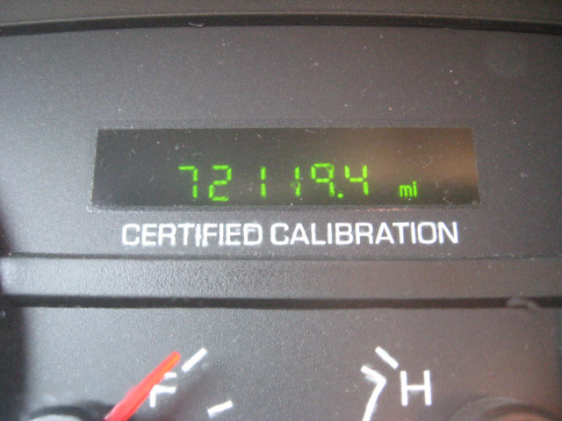 72119.4 mi
CERTIFIED CALIBRATION
F H